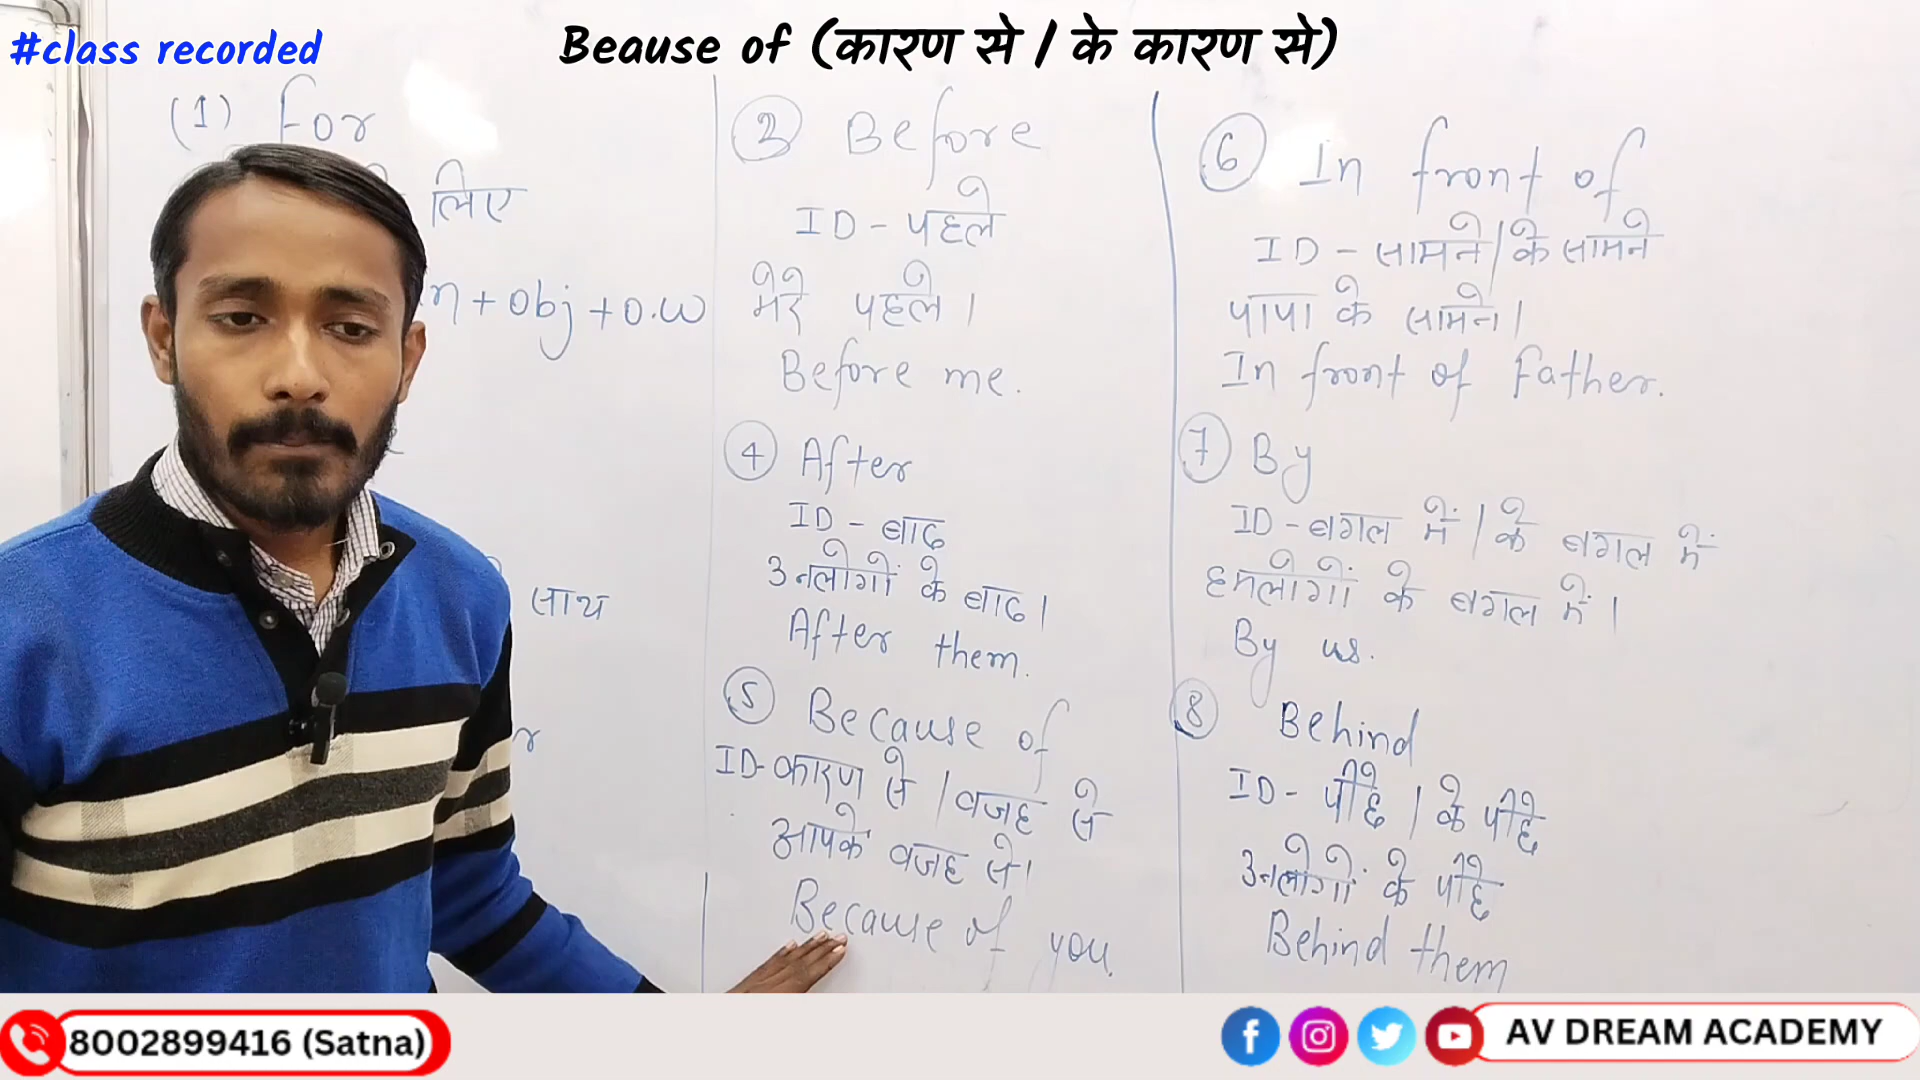 #class recorded
Beause of (कारण से / के कारण से)
(1) For
लिए
+ obj + o.w
साथ
3 Before
ID - पहले
मेरे पहले।
Before me.
4 After
ID - बाद
उनलोगों के बाद।
After them.
5 Because of
ID- कारण से / वजह से
आपके वजह से।
Because of you.
6 In front of
ID - सामने / के सामने
पापा के सामने।
In front of Father.
7 By
ID - बगल में / के बगल में
हमलोगों के बगल में।
By us.
8 Behind
ID - पीछे / के पीछे
उनलोगों के पीछे
Behind them
8002899416 (Satna)
AV DREAM ACADEMY